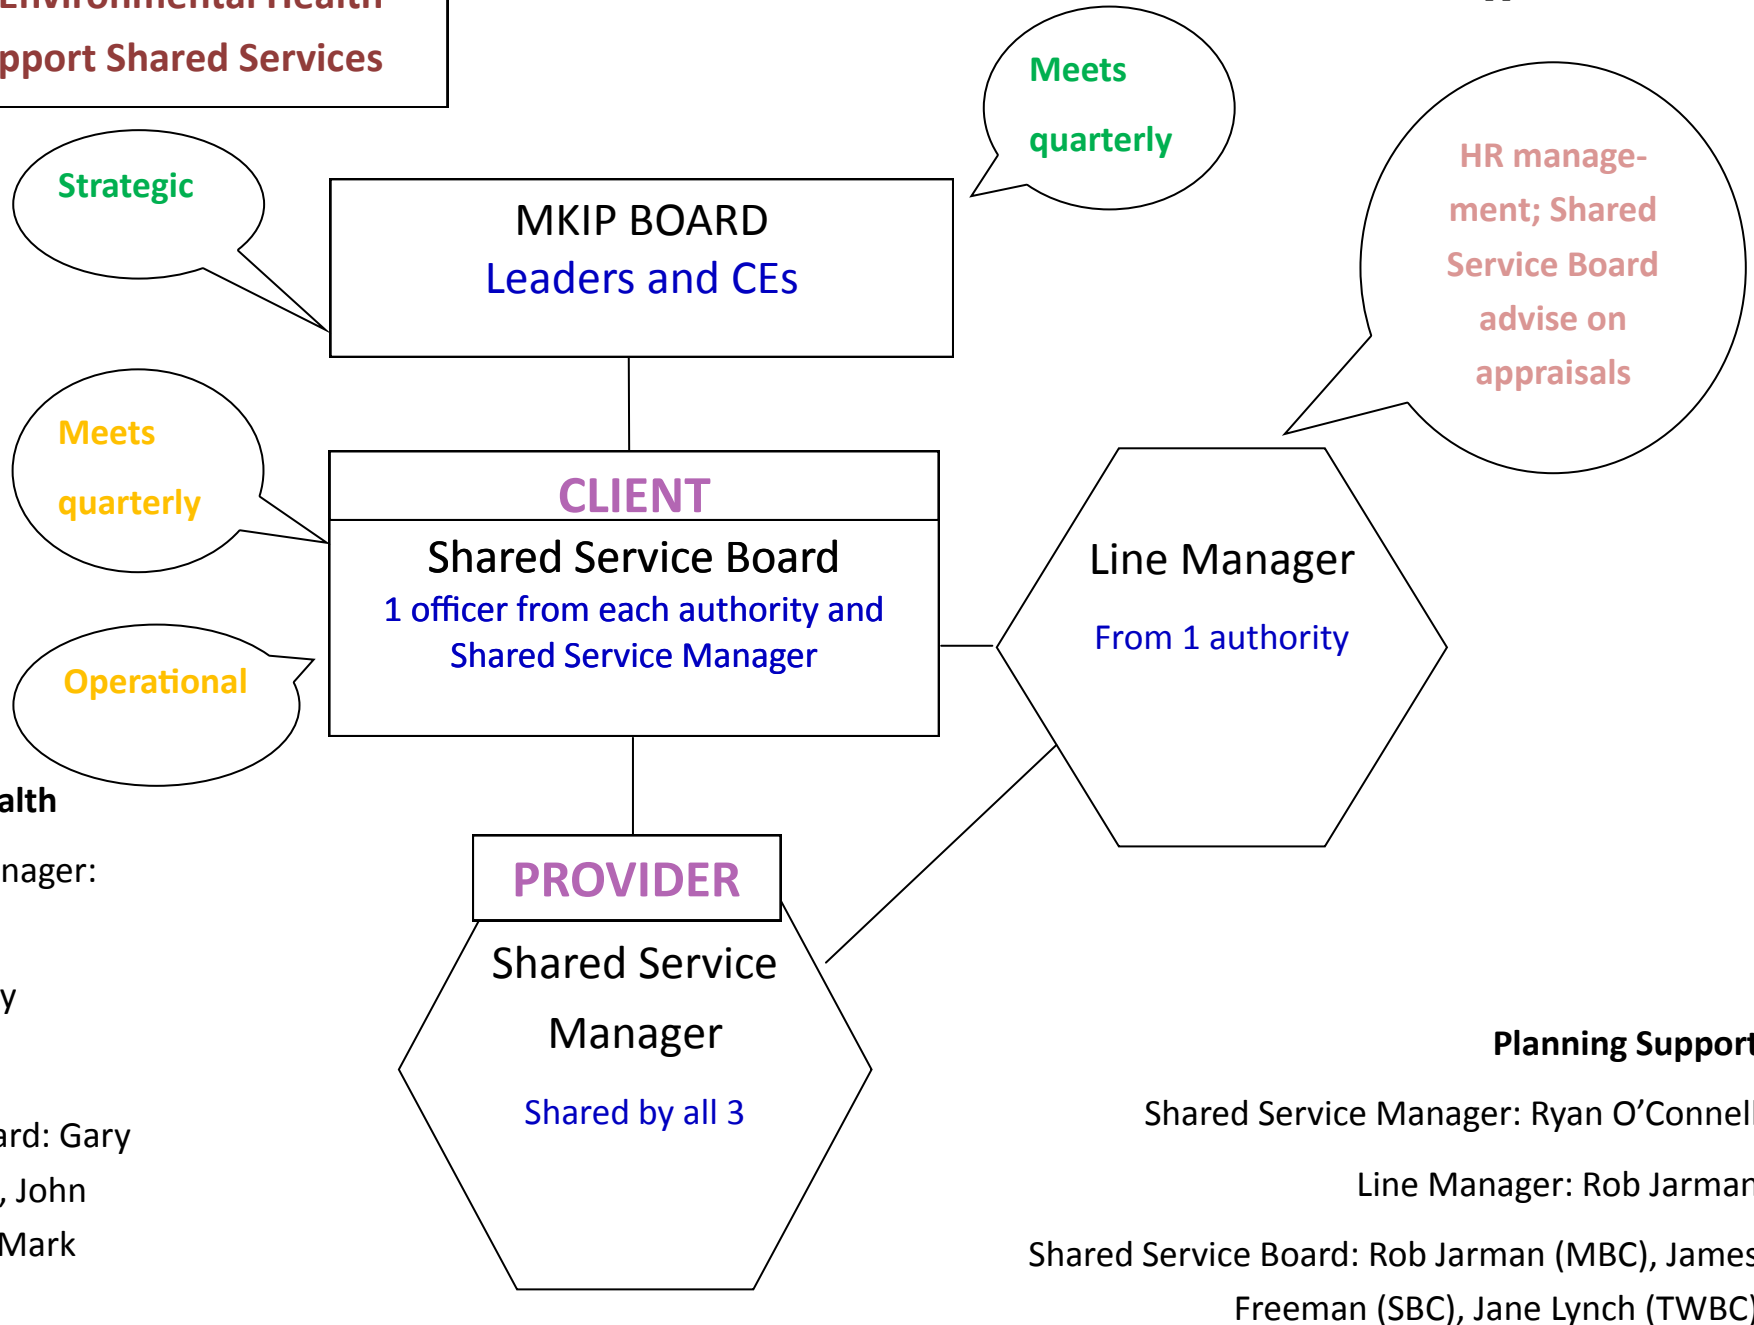 Environmental Health
Support Shared Services
Meets
quarterly
Strategic
MKIP BOARD
Leaders and CEs
HR manage-
ment; Shared
Service Board
advise on
appraisals
Meets
quarterly
CLIENT
Shared Service Board
1 officer from each authority and
Shared Service Manager
Line Manager
From 1 authority
Operational
alth
nager:
PROVIDER
Shared Service
Manager
Shared by all 3
y
ard: Gary
, John
Mark
Planning Support
Shared Service Manager: Ryan O’Connell
Line Manager: Rob Jarman
Shared Service Board: Rob Jarman (MBC), James
Freeman (SBC), Jane Lynch (TWBC)